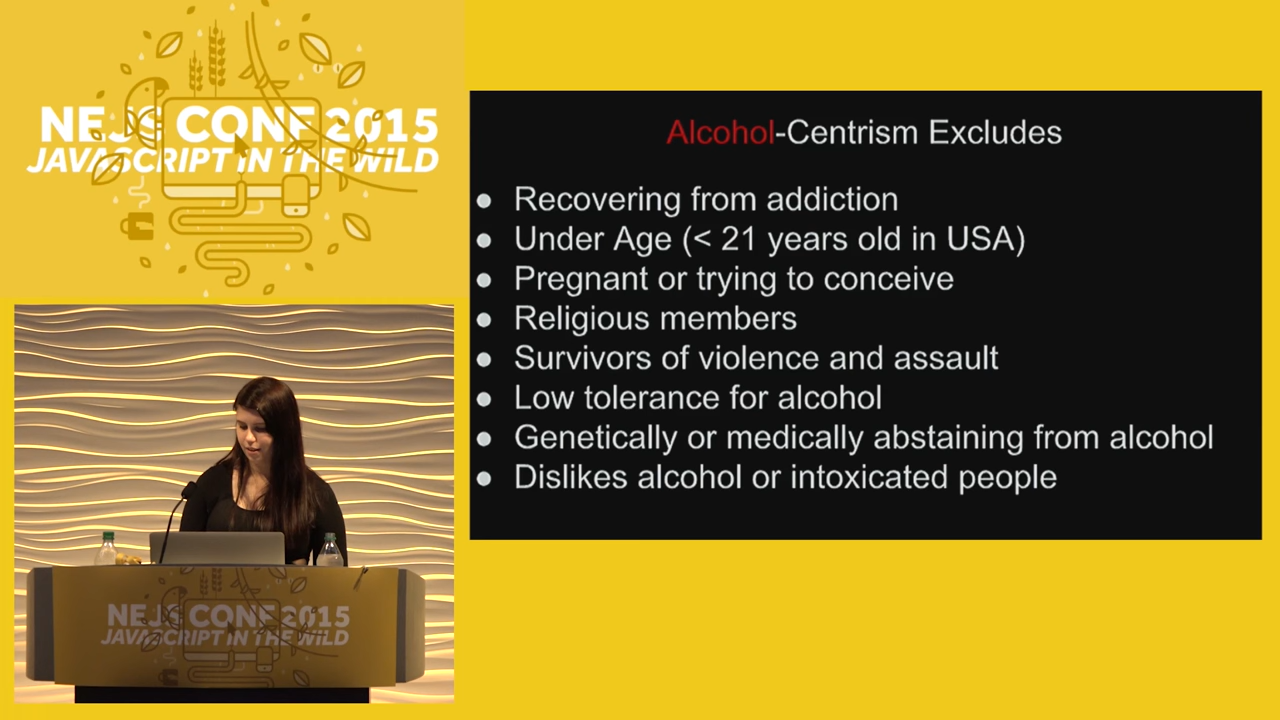 NEJS CONF 2015
JAVASCRIPT IN THE WILD
Alcohol-Centrism Excludes
● Recovering from addiction
● Under Age (< 21 years old in USA)
● Pregnant or trying to conceive
● Religious members
● Survivors of violence and assault
● Low tolerance for alcohol
● Genetically or medically abstaining from alcohol
● Dislikes alcohol or intoxicated people
NEJS CONF 2015
JAVASCRIPT IN THE WILD